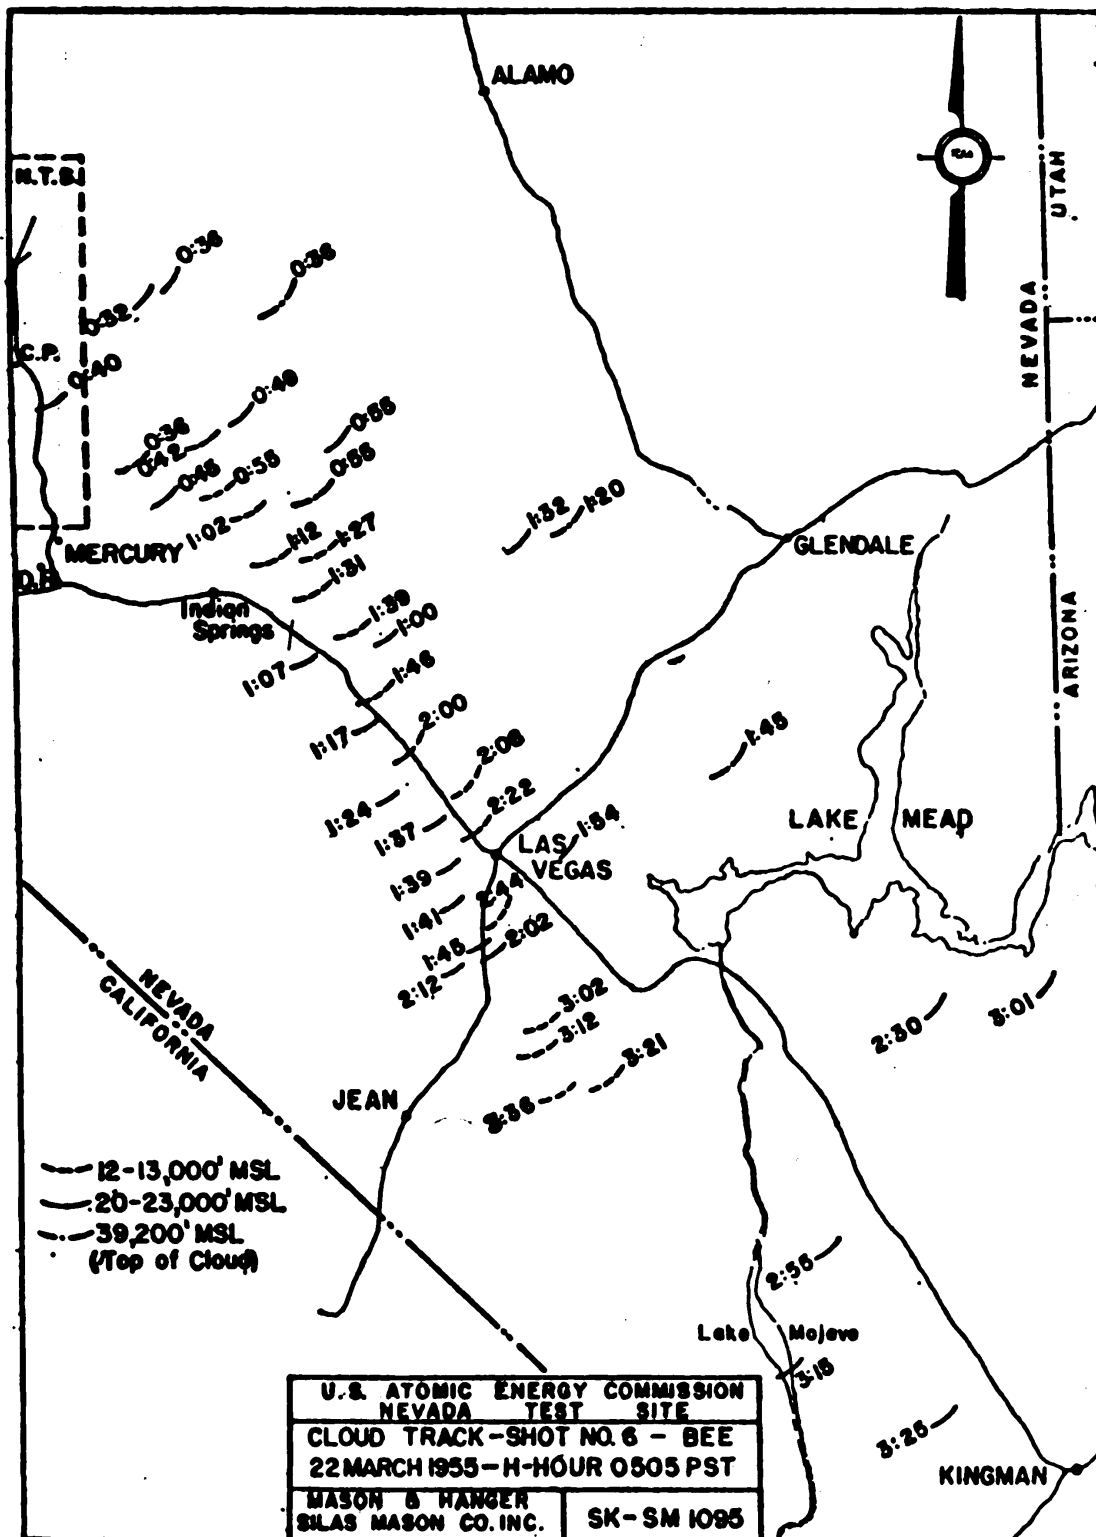 ALAMO
N.T.S.
UTAH
0:36
0:36
NEVADA
0:32
C.P.
0:40
0:48
0:55
0:36
0:42
0:45
0:55
0:55
1:32
1:20
1:02
1:12
1:27
MERCURY
GLENDALE
1:31
Indian
Springs
1:39
1:00
ARIZONA
1:07
1:46
2:00
1:17
1:45
2:08
2:22
1:24
LAKE MEAD
1:37
1:54
LAS
VEGAS
1:39
2:44
1:41
2:02
1:45
2:12
NEVADA
CALIFORNIA
3:02
3:12
2:30
3:01
3:21
JEAN
3:36
12-13,000' MSL
20-23,000' MSL
39,200' MSL
(Top of Cloud)
2:55
Lake Mojave
3:15
3:25
KINGMAN
U.S. ATOMIC ENERGY COMMISSION
NEVADA TEST SITE
CLOUD TRACK-SHOT NO. 6 - BEE
22 MARCH 1955-H-HOUR 0505 PST
MASON & HANGER
SILAS MASON CO. INC.
SK-SM 1095